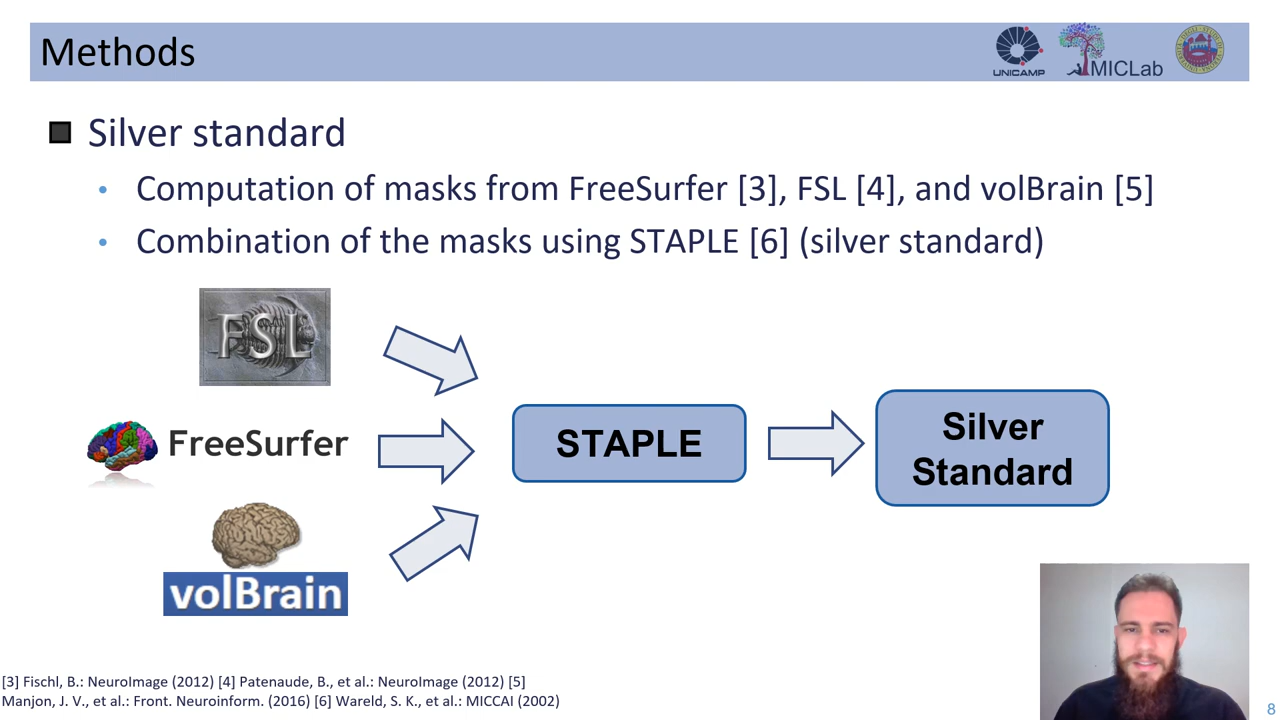 Methods
UNICAMP
MICLab
Silver standard
Computation of masks from FreeSurfer [3], FSL [4], and volBrain [5]
Combination of the masks using STAPLE [6] (silver standard)
FSL
FreeSurfer
volBrain
STAPLE
Silver
Standard
[3] Fischl, B.: NeuroImage (2012) [4] Patenaude, B., et al.: NeuroImage (2012) [5]
Manjon, J. V., et al.: Front. Neuroinform. (2016) [6] Wareld, S. K., et al.: MICCAI (2002)
8